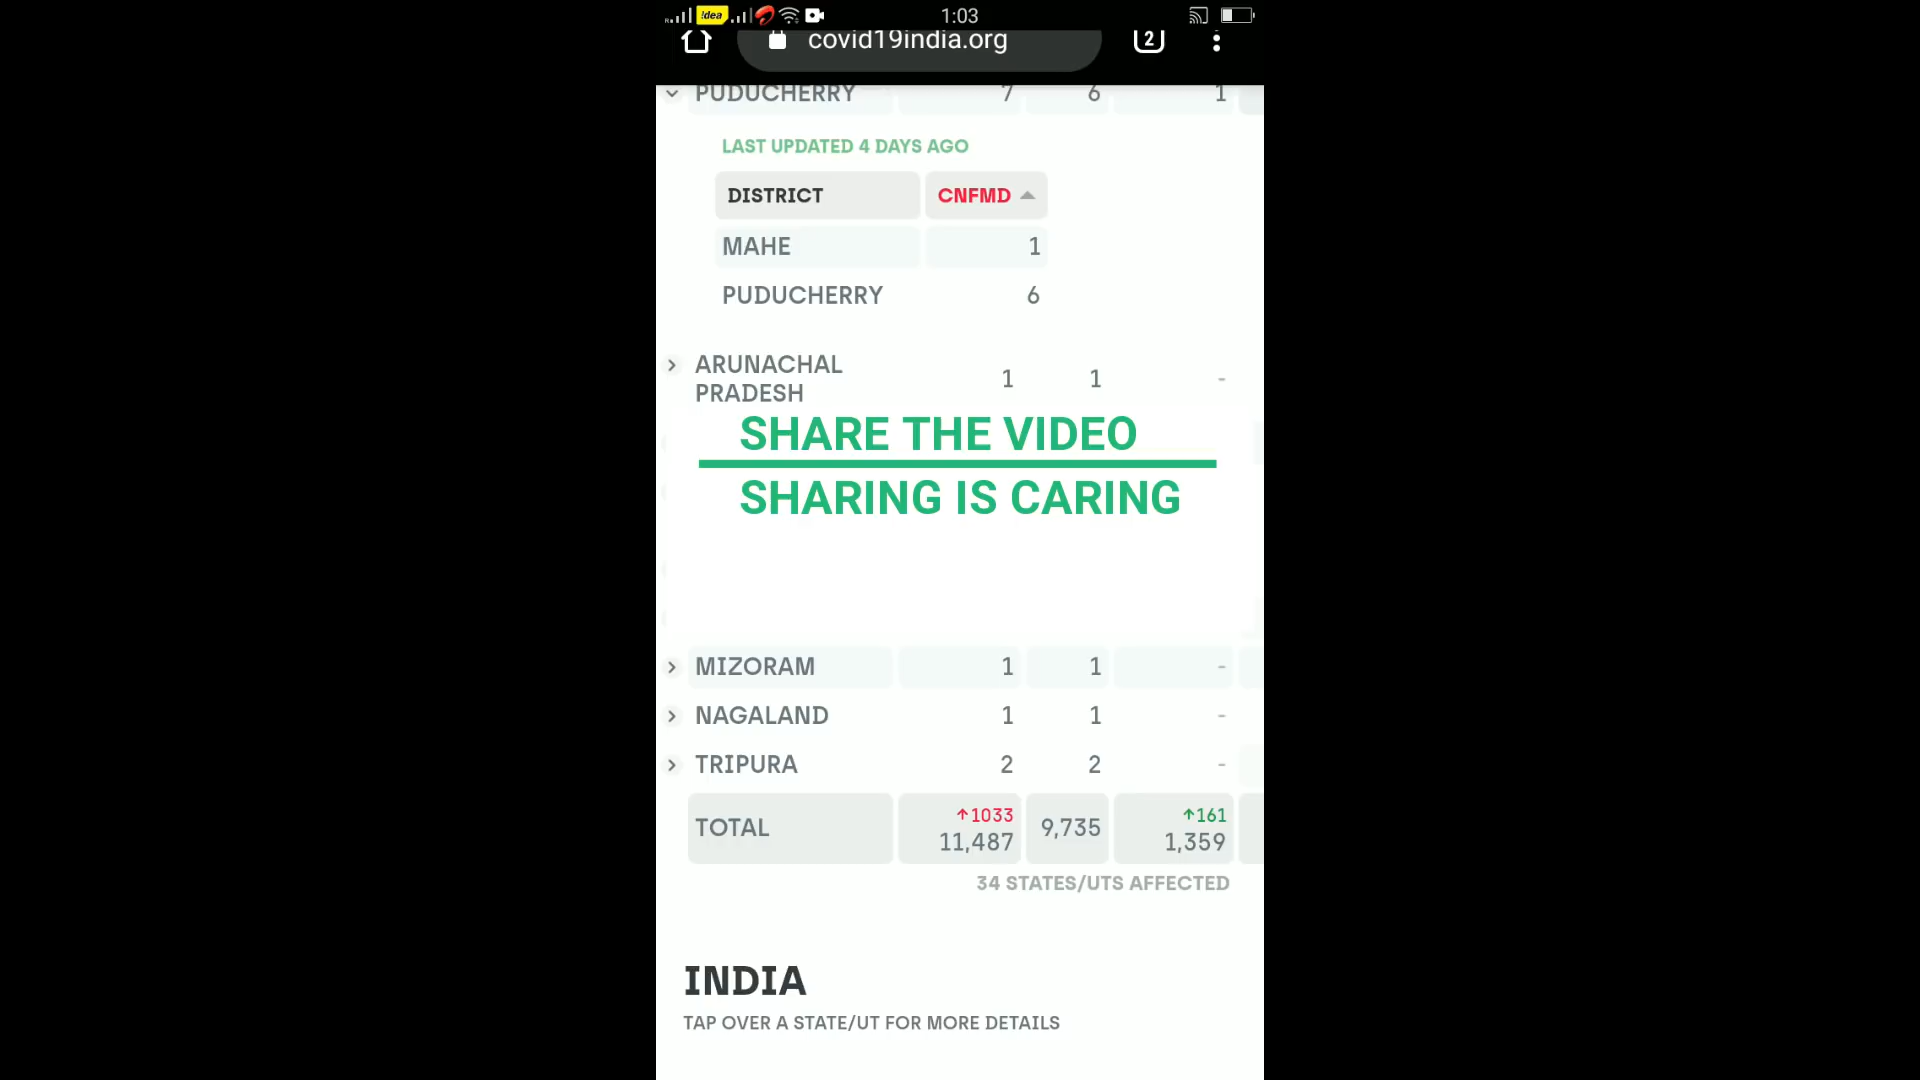 !dea 1:03
covid19india.org 2
PUDUCHERRY 7 6 1
LAST UPDATED 4 DAYS AGO
DISTRICT CNFMD
MAHE 1
PUDUCHERRY 6
ARUNACHAL PRADESH 1 1 -
SHARE THE VIDEO
SHARING IS CARING
MIZORAM 1 1 -
NAGALAND 1 1 -
TRIPURA 2 2 -
↑1033 ↑161
TOTAL 11,487 9,735 1,359
34 STATES/UTS AFFECTED
INDIA
TAP OVER A STATE/UT FOR MORE DETAILS